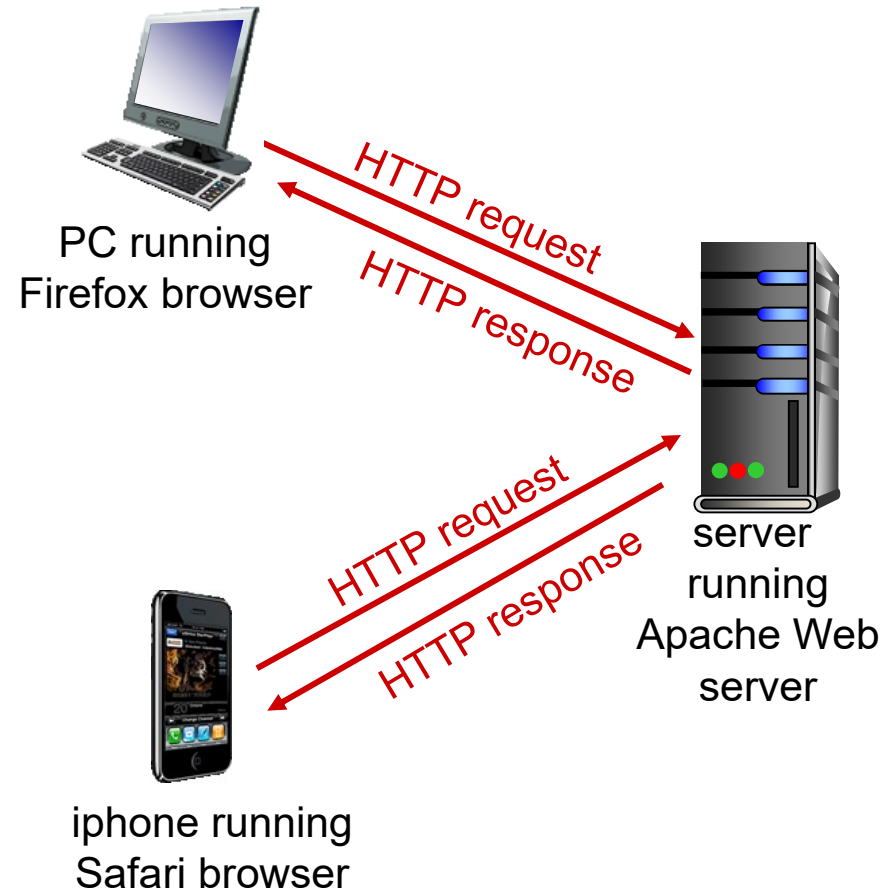 HTTP request
HTTP response
PC running
Firefox browser
HTTP request
HTTP response
server
running
Apache Web
server
iphone running
Safari browser